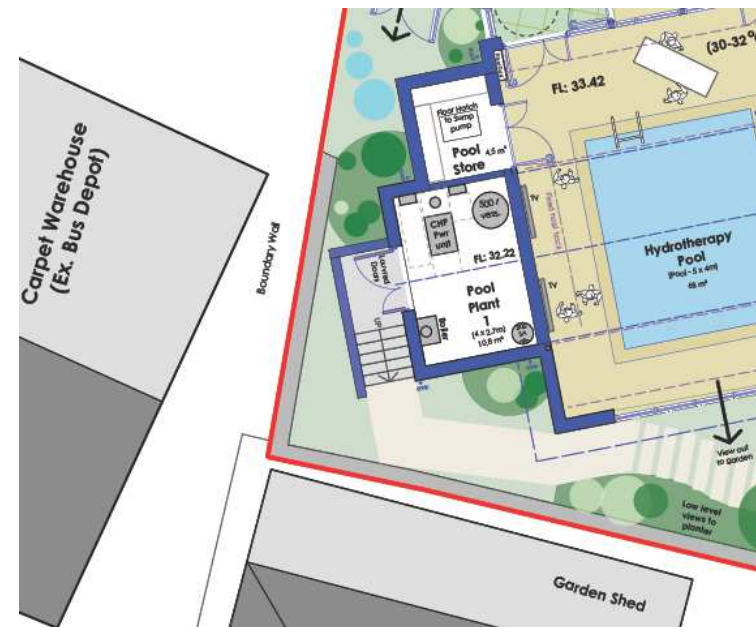 Carpet Warehouse
(Ex. Bus Depot)
Boundary Wall
Floor Hatch
to Sump
pump
Pool
Store
4,5 m²
FL: 33.42
(30-32°
CHP
Pwr
unit
500 l
vess.
FL: 32.22
Louvred
Doors
UP
Boiler
Pool
Plant
1
(4 x 2,7m)
10,8 m²
TV
TV
Hydrotherapy
Pool
(Pool - 5 x 4m)
68 m²
View out
to garden
Low level
views to
planter
Garden Shed